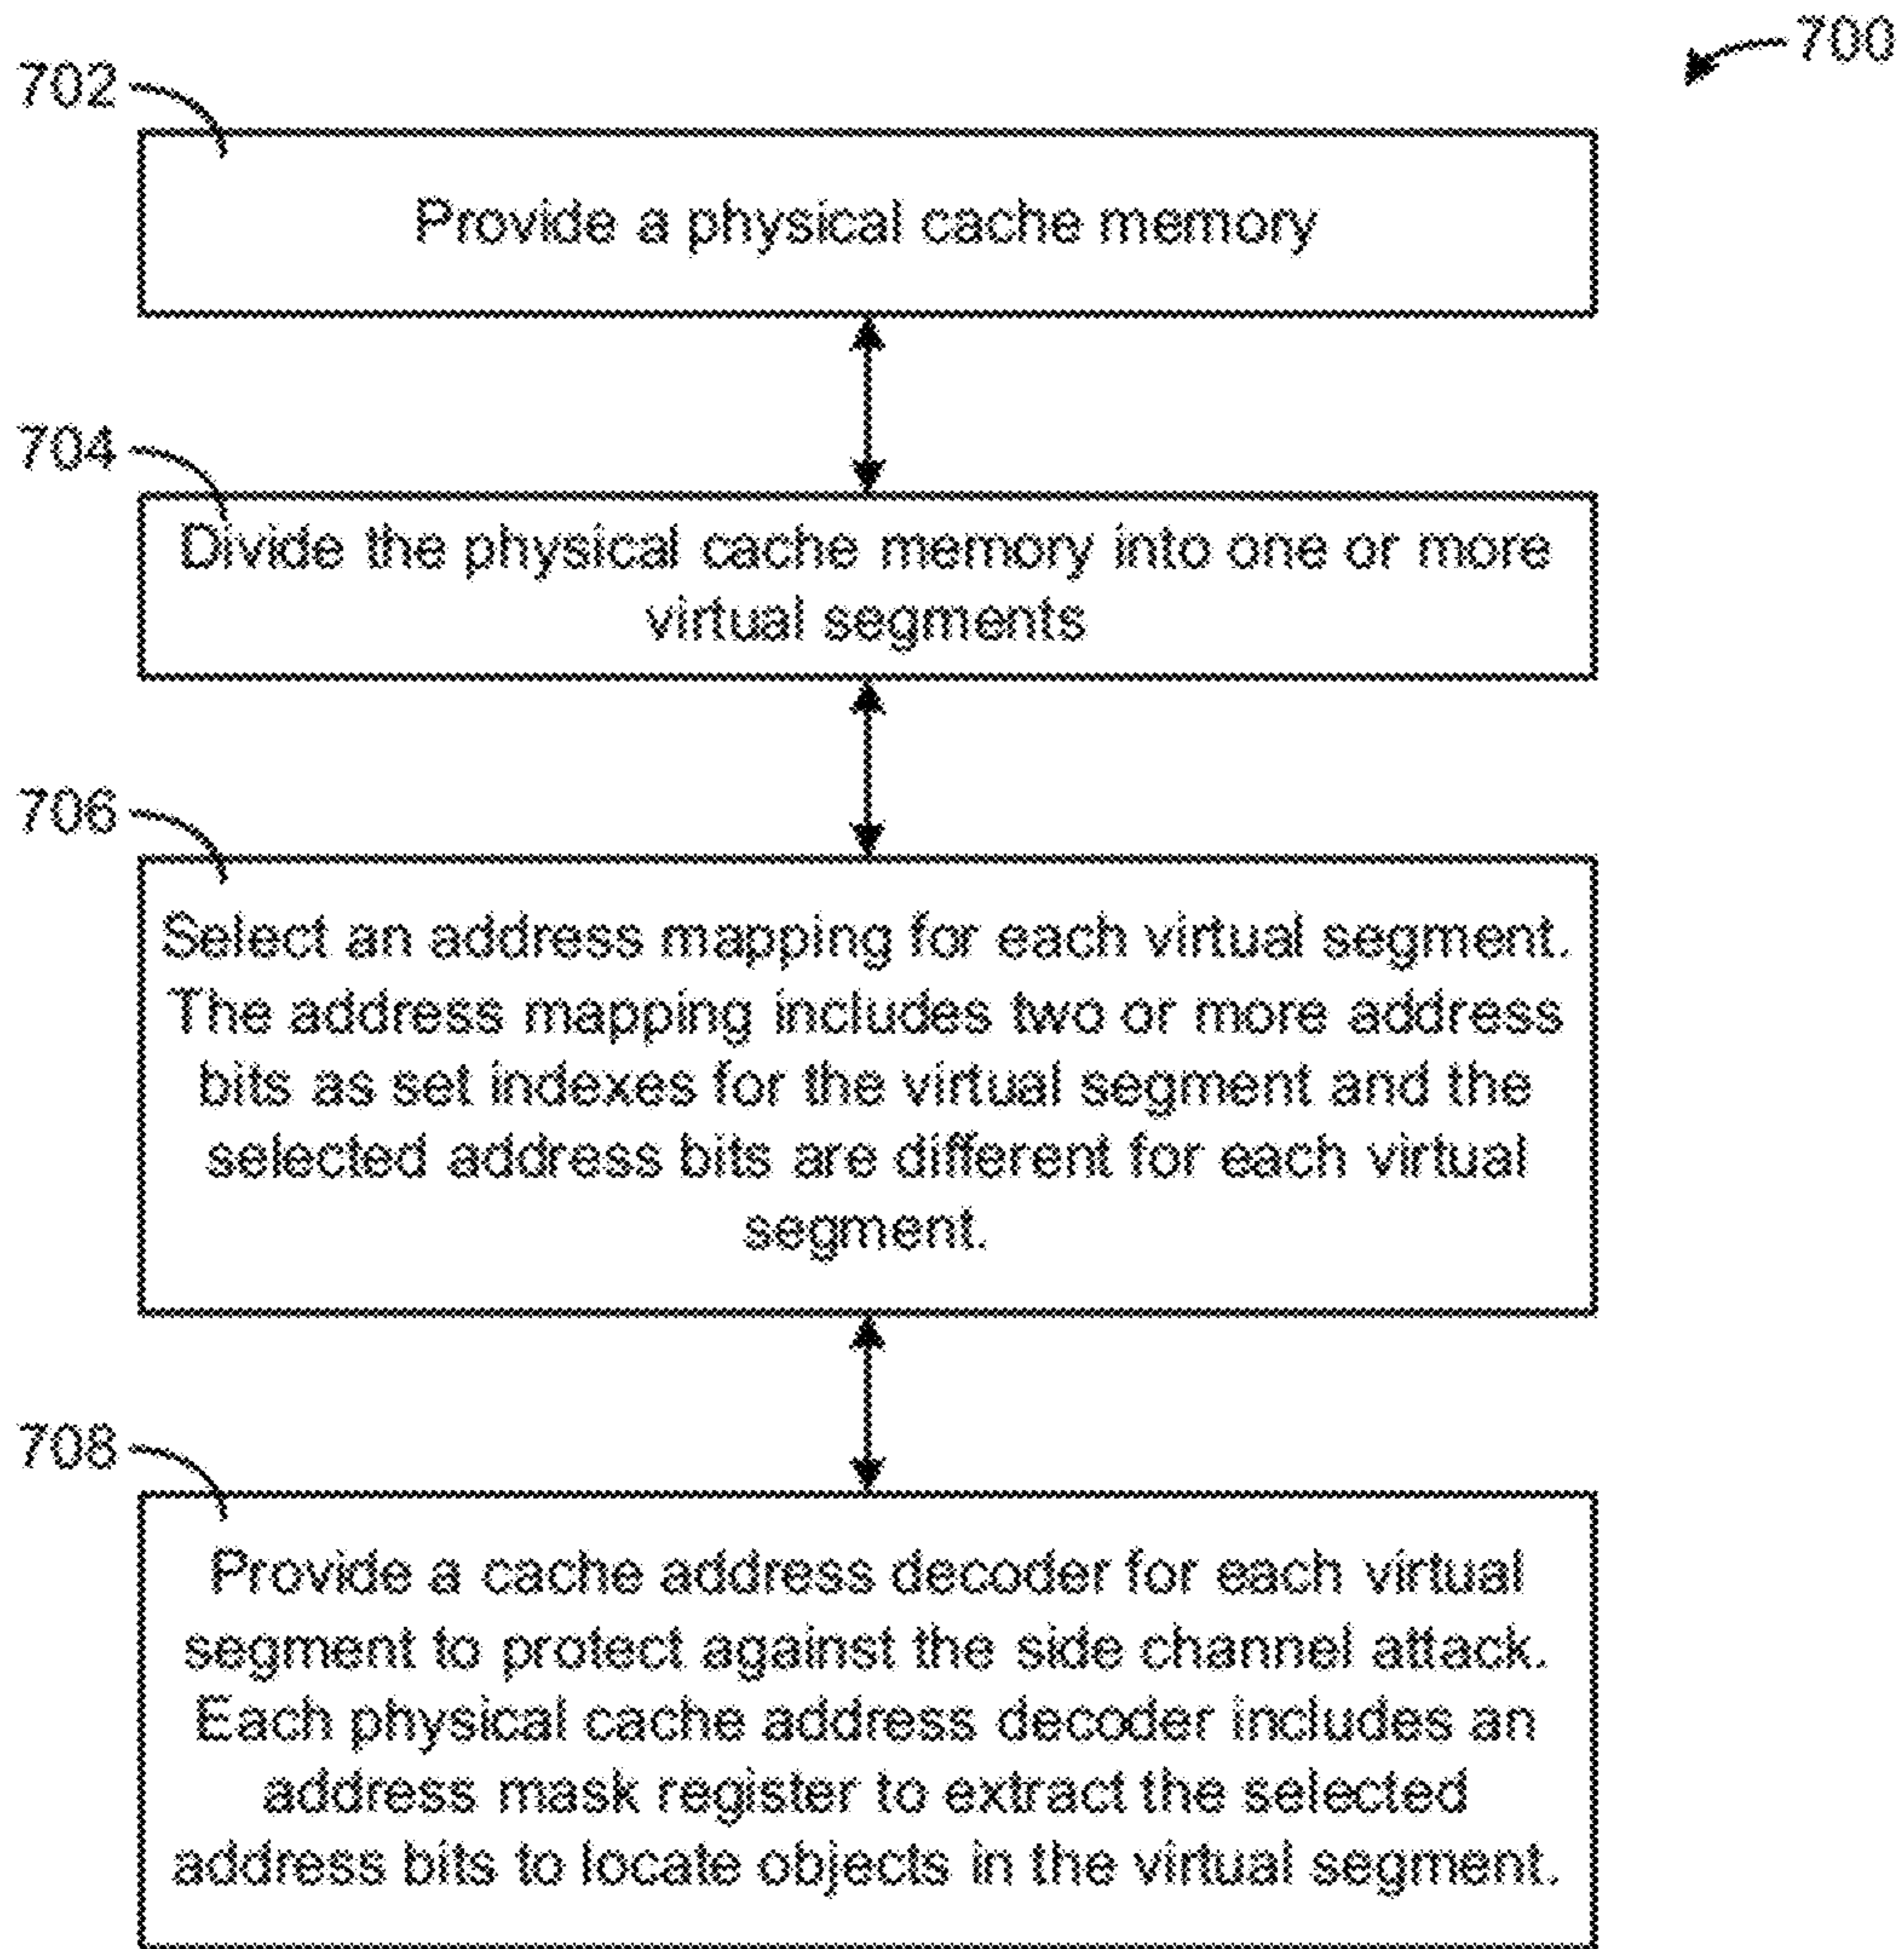 700
702
Provide a physical cache memory
704
Divide the physical cache memory into one or more
virtual segments
706
Select an address mapping for each virtual segment.
The address mapping includes two or more address
bits as set indexes for the virtual segment and the
selected address bits are different for each virtual
segment.
708
Provide a cache address decoder for each virtual
segment to protect against the side channel attack.
Each physical cache address decoder includes an
address mask register to extract the selected
address bits to locate objects in the virtual segment.